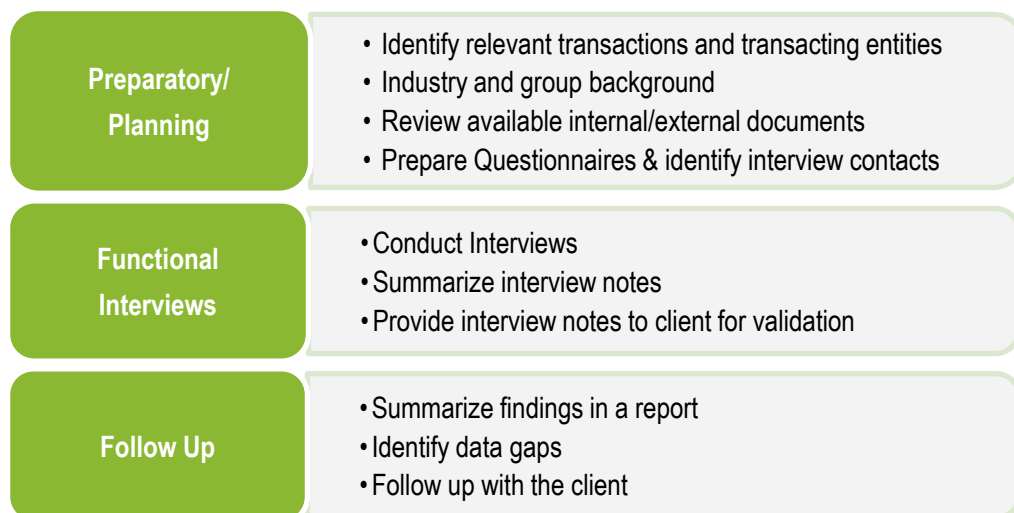 Preparatory/
Planning
• Identify relevant transactions and transacting entities
• Industry and group background
• Review available internal/external documents
• Prepare Questionnaires & identify interview contacts
Functional
Interviews
• Conduct Interviews
• Summarize interview notes
• Provide interview notes to client for validation
Follow Up
• Summarize findings in a report
• Identify data gaps
• Follow up with the client